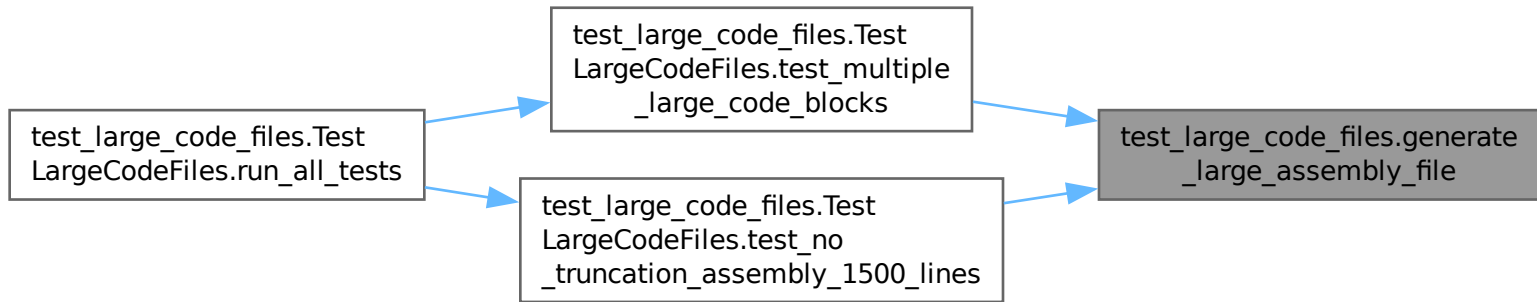 test_large_code_files.Test
LargeCodeFiles.run_all_tests
test_large_code_files.Test
LargeCodeFiles.test_multiple
_large_code_blocks
test_large_code_files.Test
LargeCodeFiles.test_no
_truncation_assembly_1500_lines
test_large_code_files.generate
_large_assembly_file